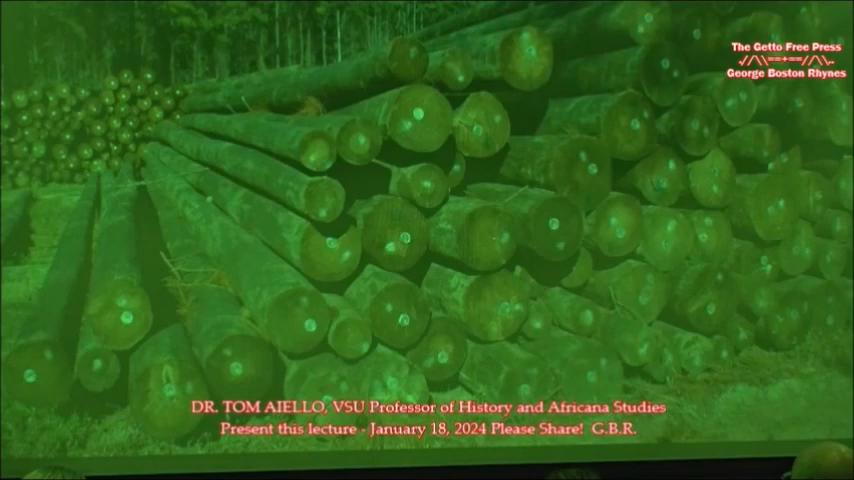 The Getto Free Press
./\/\\==+==//\/\..
George Boston Rhynes
DR. TOM AIELLO, VSU Professor of History and Africana Studies
Present this lecture - January 18, 2024 Please Share! G.B.R.